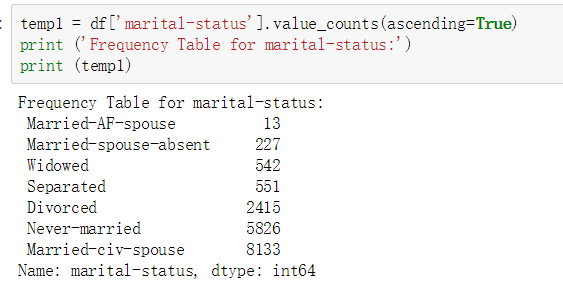 : temp1 = df['marital-status'].value_counts(ascending=True)
print ('Frequency Table for marital-status:')
print (temp1)
Frequency Table for marital-status:
 Married-AF-spouse          13
 Married-spouse-absent     227
 Widowed                   542
 Separated                 551
 Divorced                 2415
 Never-married            5826
 Married-civ-spouse       8133
Name: marital-status, dtype: int64